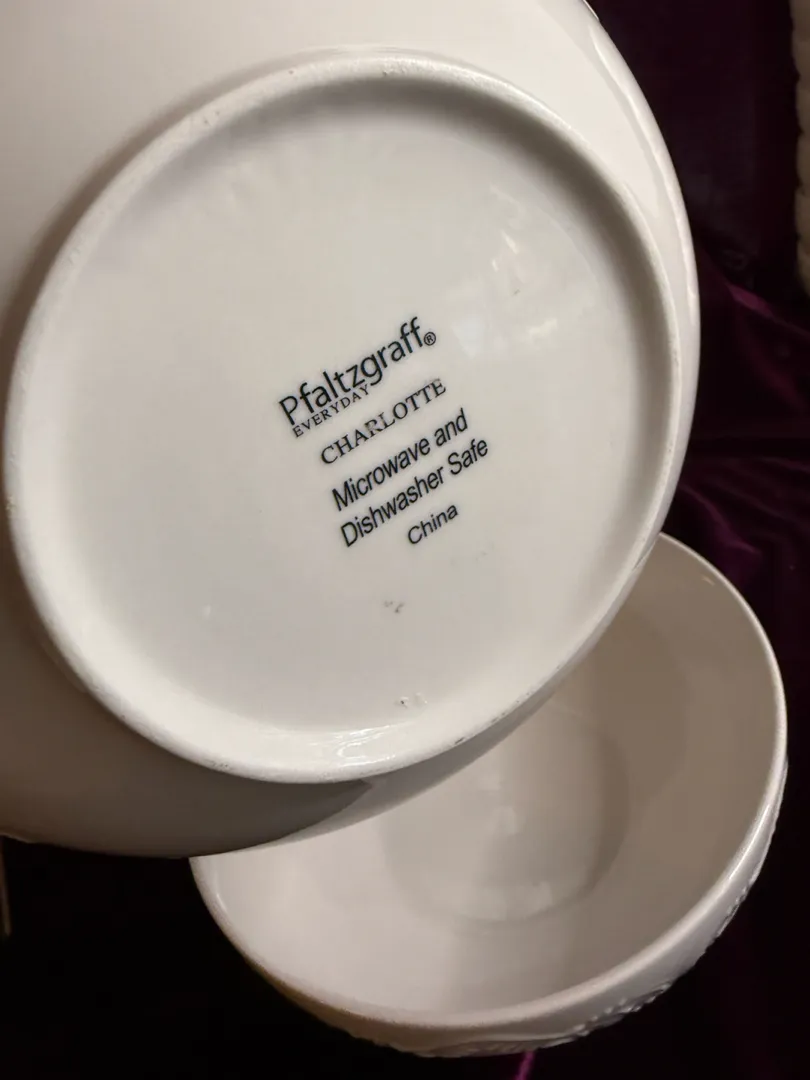 Pfaltzgraff®
EVERYDAY
CHARLOTTE
Microwave and
Dishwasher Safe
China